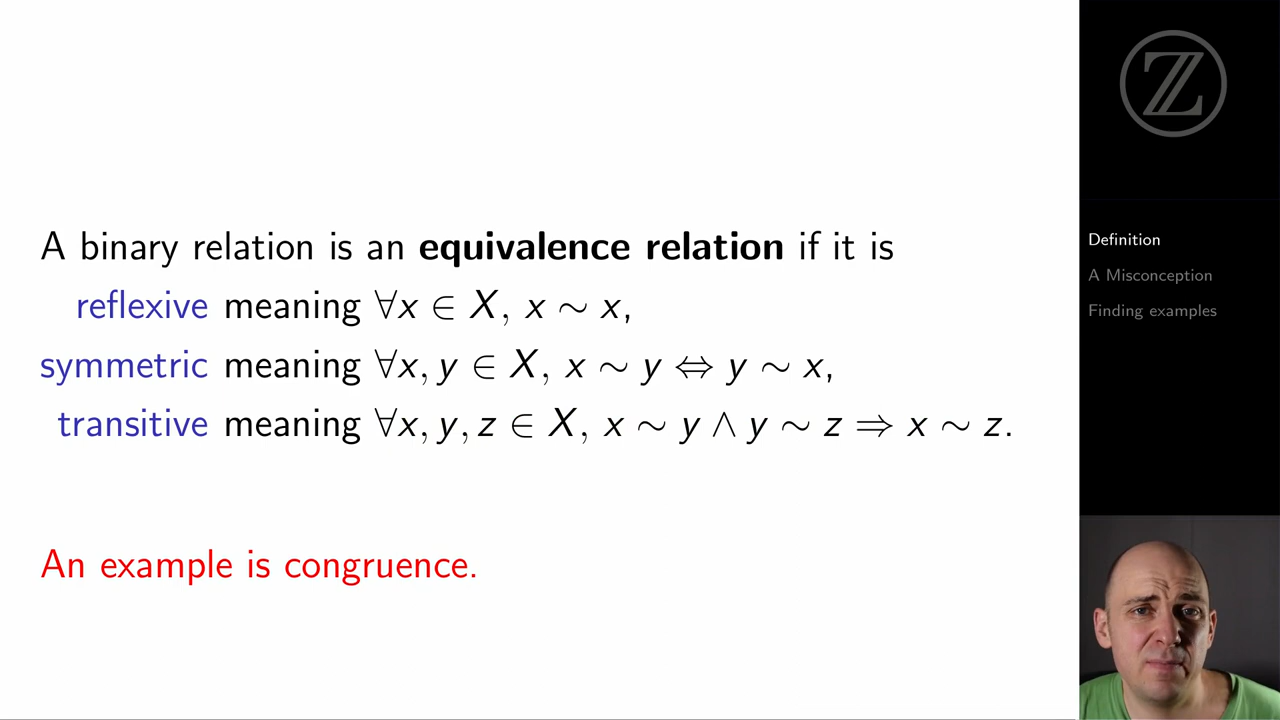 A binary relation is an equivalence relation if it is
reflexive meaning ∀x ∈ X, x ∼ x,
symmetric meaning ∀x, y ∈ X, x ∼ y ⇔ y ∼ x,
transitive meaning ∀x, y, z ∈ X, x ∼ y ∧ y ∼ z ⇒ x ∼ z.
An example is congruence.
ℤ
Definition
A Misconception
Finding examples